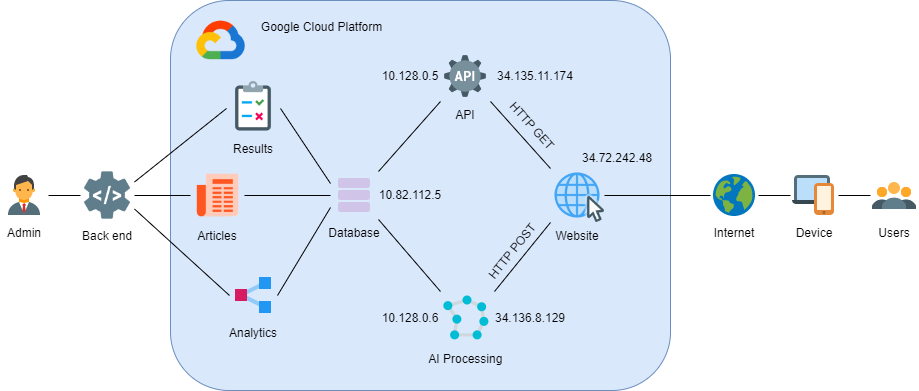 Google Cloud Platform
10.128.0.5
API
34.135.11.174
API
HTTP GET
Results
34.72.242.48
10.82.112.5
Admin
Back end
Articles
Database
Website
Internet
Device
Users
HTTP POST
Analytics
10.128.0.6
34.136.8.129
AI Processing